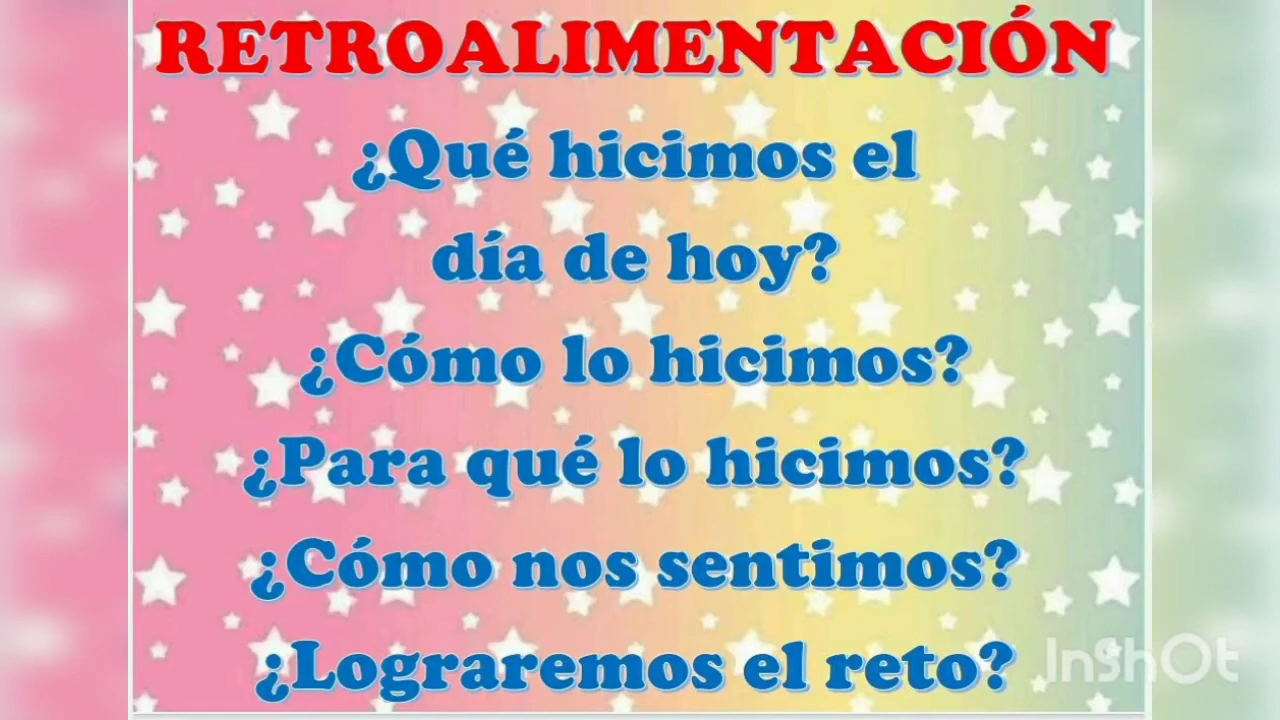 RETROALIMENTACIÓN
¿Qué hicimos el
día de hoy?
¿Cómo lo hicimos?
¿Para qué lo hicimos?
¿Cómo nos sentimos?
¿Lograremos el reto?
InShOt